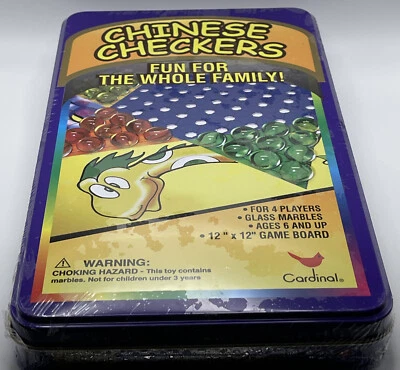 CHINESE
CHECKERS
FUN FOR
THE WHOLE FAMILY!
• FOR 4 PLAYERS
• GLASS MARBLES
• AGES 6 AND UP
• 12" x 12" GAME BOARD
⚠ WARNING:
CHOKING HAZARD - This toy contains
marbles. Not for children under 3 years
Cardinal®